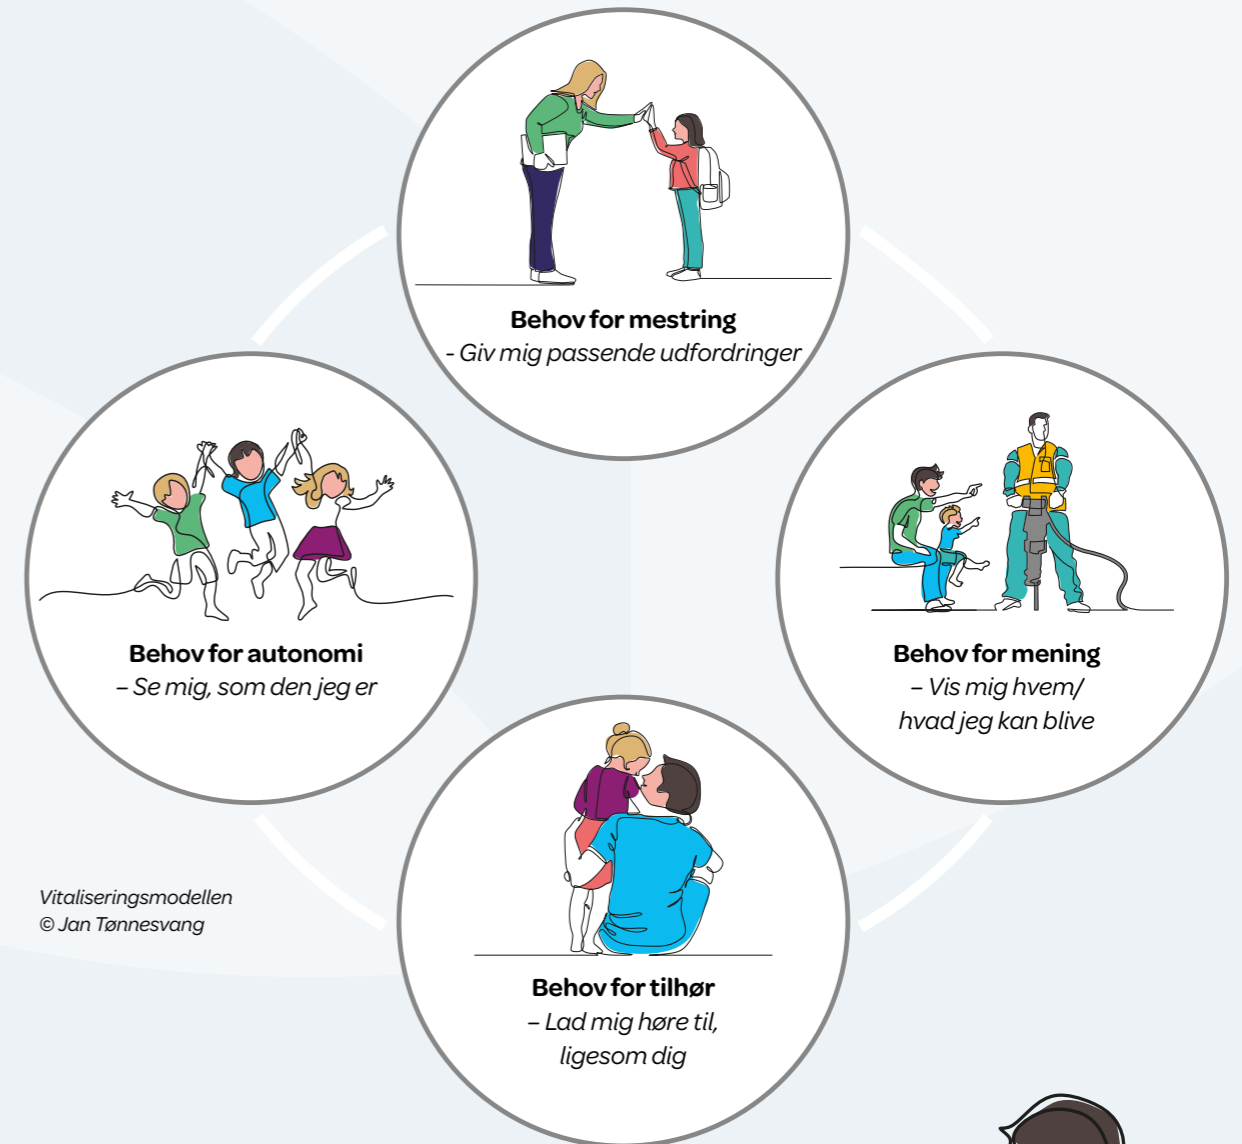 Behov for mestring
- Giv mig passende udfordringer
Behov for autonomi
– Se mig, som den jeg er
Behov for mening
– Vis mig hvem/
hvad jeg kan blive
Behov for tilhør
– Lad mig høre til,
ligesom dig
Vitaliseringsmodellen
© Jan Tønnesvang